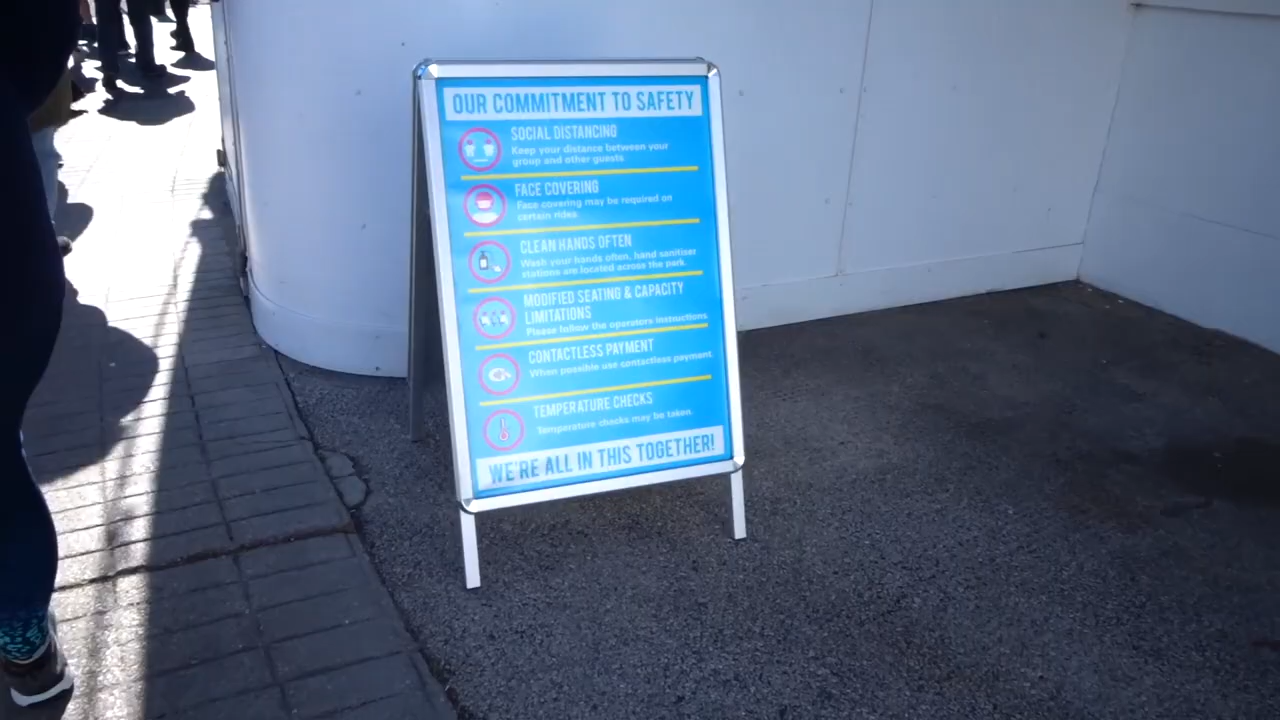 OUR COMMITMENT TO SAFETY
SOCIAL DISTANCING
Keep your distance between your
group and other guests
FACE COVERING
Face covering may be required on
certain rides.
CLEAN HANDS OFTEN
Wash your hands often, hand sanitiser
stations are located across the park.
MODIFIED SEATING & CAPACITY
LIMITATIONS
Please follow the operators instructions.
CONTACTLESS PAYMENT
When possible use contactless payment.
TEMPERATURE CHECKS
Temperature checks may be taken.
WE'RE ALL IN THIS TOGETHER!